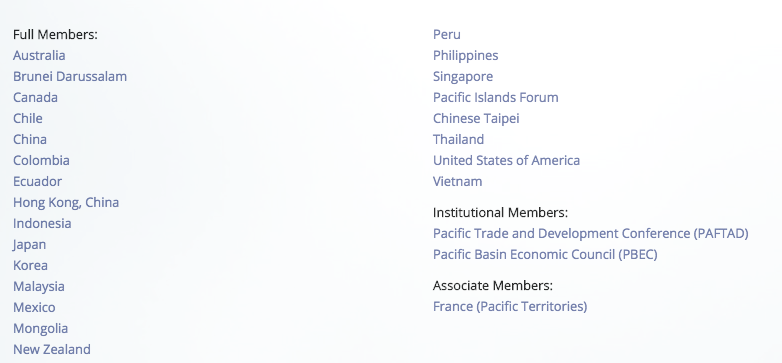 Full Members:
Australia
Brunei Darussalam
Canada
Chile
China
Colombia
Ecuador
Hong Kong, China
Indonesia
Japan
Korea
Malaysia
Mexico
Mongolia
New Zealand
Peru
Philippines
Singapore
Pacific Islands Forum
Chinese Taipei
Thailand
United States of America
Vietnam
Institutional Members:
Pacific Trade and Development Conference (PAFTAD)
Pacific Basin Economic Council (PBEC)
Associate Members:
France (Pacific Territories)